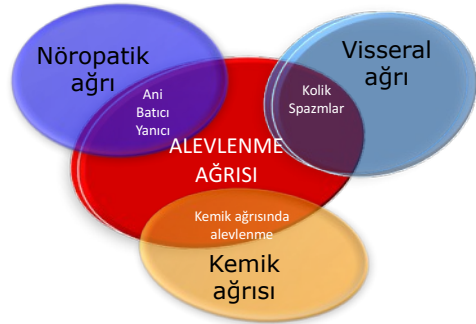 Nöropatik
ağrı
Ani
Batıcı
Yanıcı
Visseral
ağrı
Kolik
Spazmlar
ALEVLENME
AĞRISI
Kemik ağrısında
alevlenme
Kemik
ağrısı